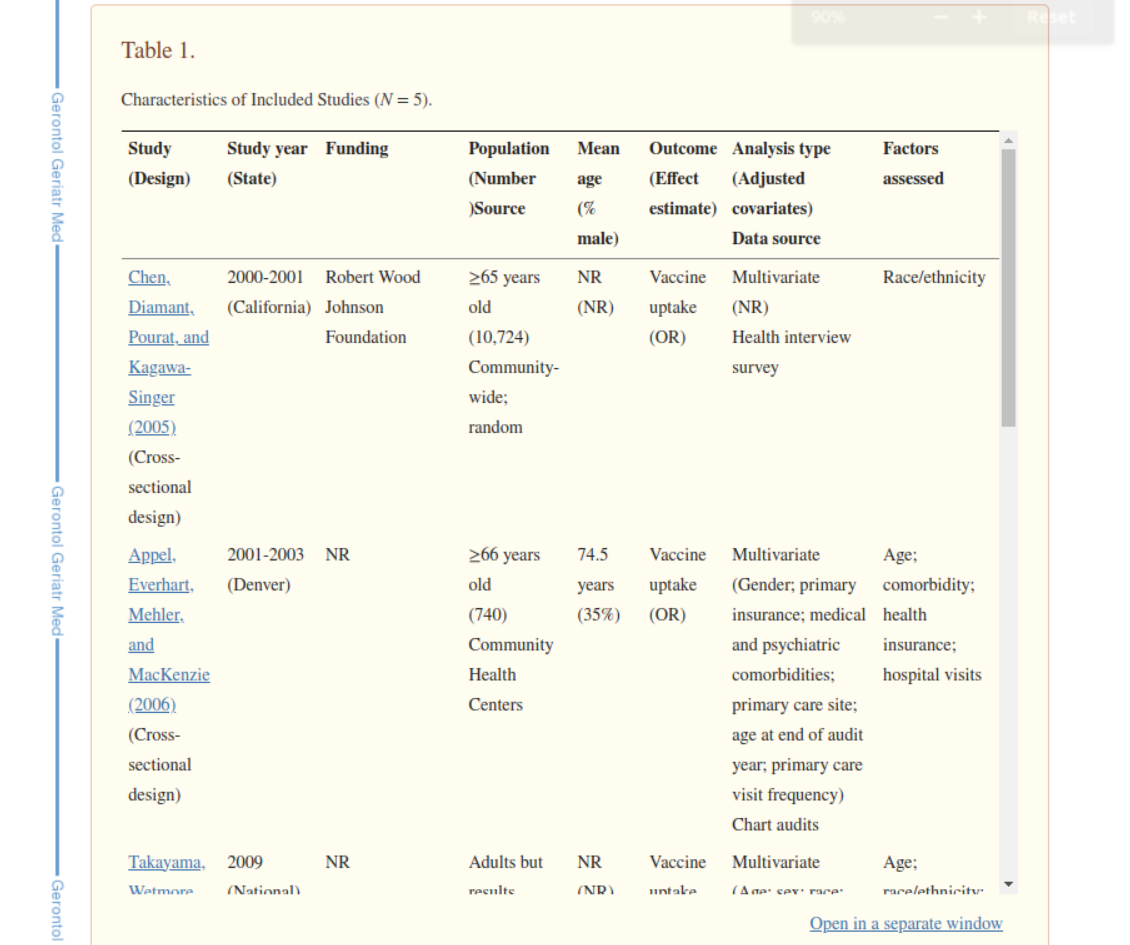 90% − + Reset
Table 1.
Characteristics of Included Studies (N = 5).
Study Study year Funding Population Mean Outcome Analysis type Factors
(Design) (State) (Number age (Effect (Adjusted assessed
)Source (% estimate) covariates)
male) Data source
Chen, 2000-2001 Robert Wood ≥65 years NR Vaccine Multivariate Race/ethnicity
Diamant, (California) Johnson old (NR) uptake (NR)
Pourat, and Foundation (10,724) (OR) Health interview
Kagawa- Community- survey
Singer wide;
(2005) random
(Cross-
sectional
design)
Appel, 2001-2003 NR ≥66 years 74.5 Vaccine Multivariate Age;
Everhart, (Denver) old years uptake (Gender; primary comorbidity;
Mehler, (740) (35%) (OR) insurance; medical health
and Community and psychiatric insurance;
MacKenzie Health comorbidities; hospital visits
(2006) Centers primary care site;
(Cross- age at end of audit
sectional year; primary care
design) visit frequency)
Chart audits
Takayama, 2009 NR Adults but NR Vaccine Multivariate Age;
Wetmore (National) results (NR) uptake (Age; sex; race; race/ethnicity;
Open in a separate window
Gerontol Geriatr Med
Gerontol Geriatr Med
Gerontol